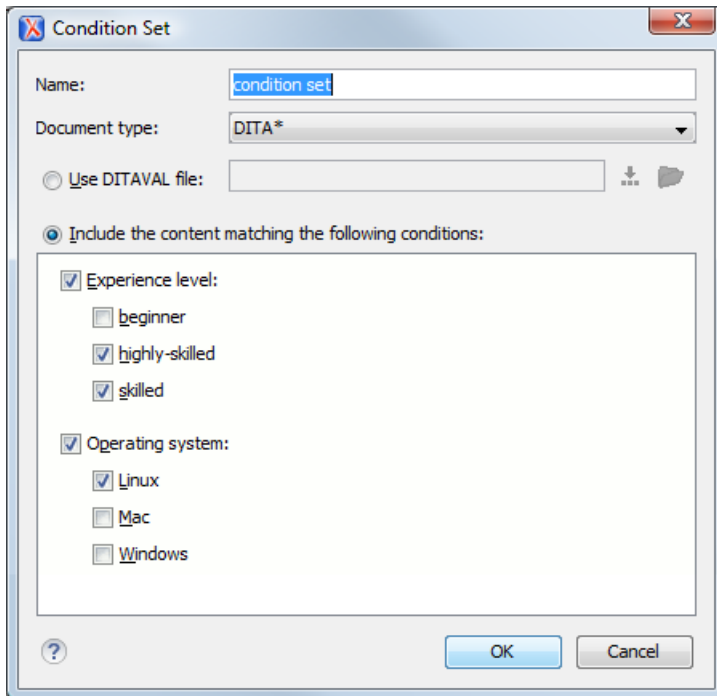 Condition Set
Name: condition set
Document type: DITA*
Use DITAVAL file:
Include the content matching the following conditions:
Experience level:
beginner
highly-skilled
skilled
Operating system:
Linux
Mac
Windows
? OK Cancel